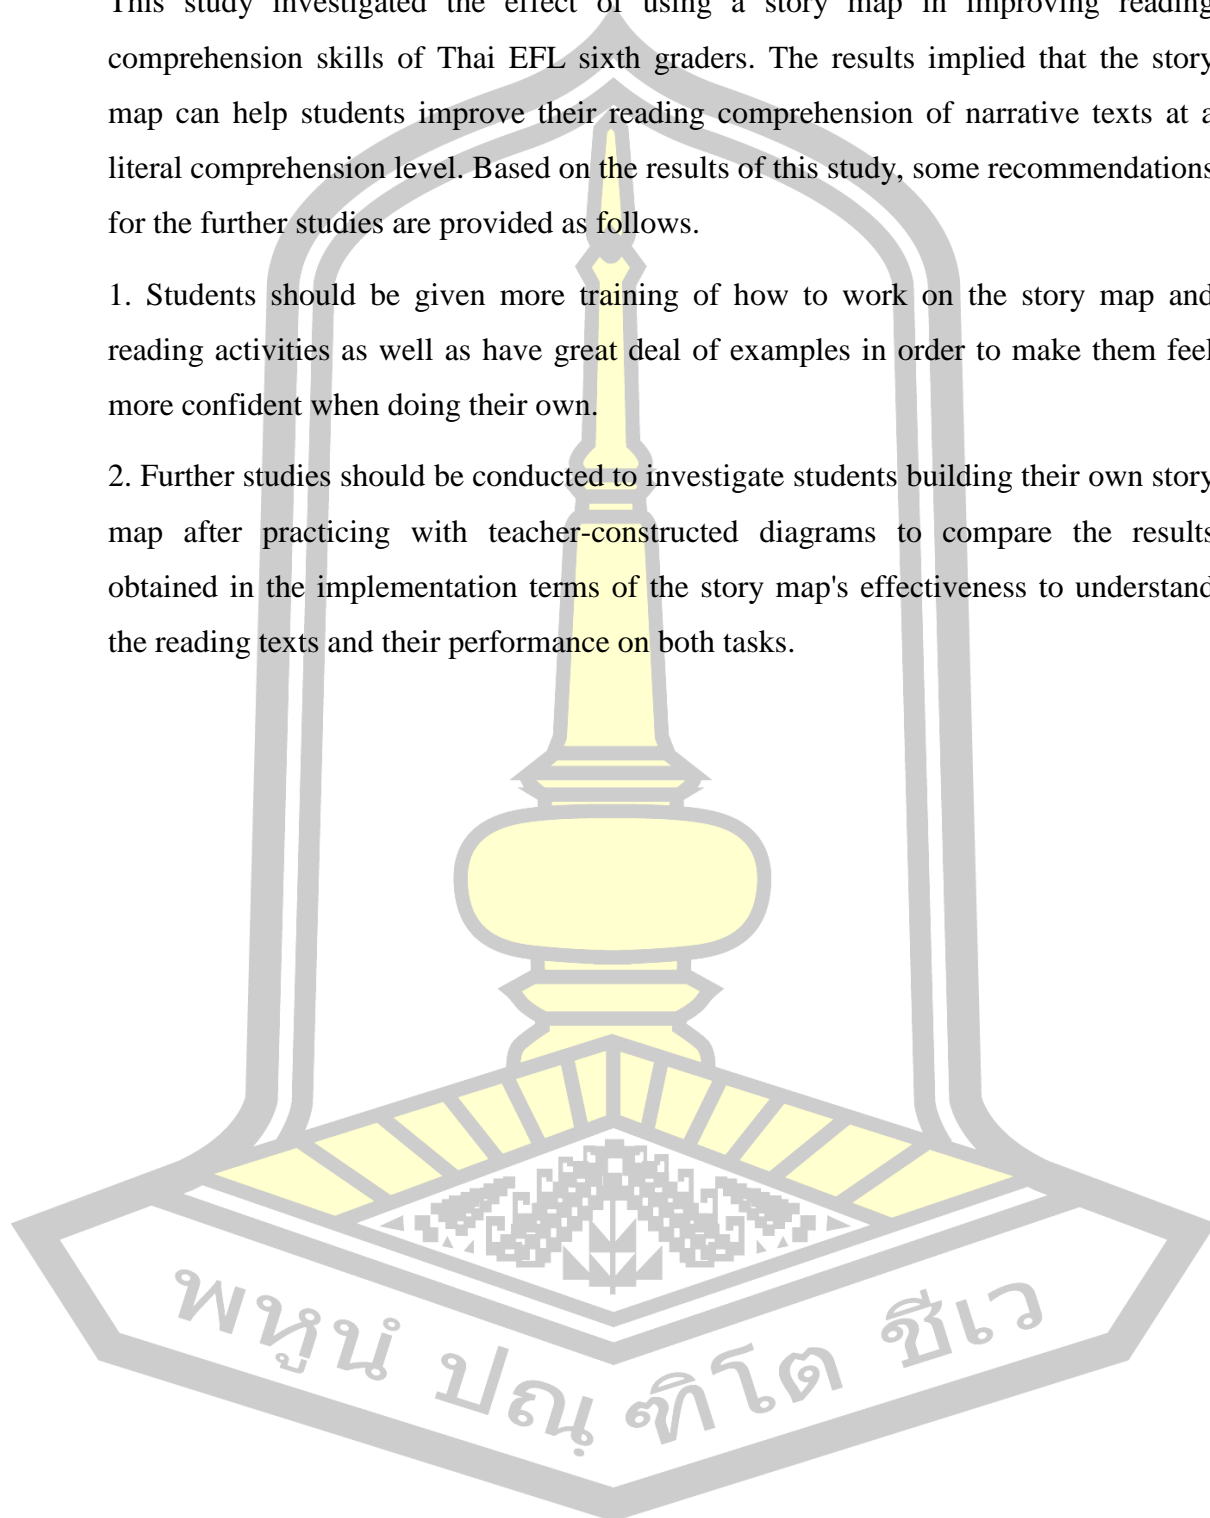 This study investigated the effect of using a story map in improving reading
comprehension skills of Thai EFL sixth graders. The results implied that the story
map can help students improve their reading comprehension of narrative texts at a
literal comprehension level. Based on the results of this study, some recommendations
for the further studies are provided as follows.
1. Students should be given more training of how to work on the story map and
reading activities as well as have great deal of examples in order to make them feel
more confident when doing their own.
2. Further studies should be conducted to investigate students building their own story
map after practicing with teacher-constructed diagrams to compare the results
obtained in the implementation terms of the story map's effectiveness to understand
the reading texts and their performance on both tasks.
พหูนํ ปณฺฑิโต ชีเว